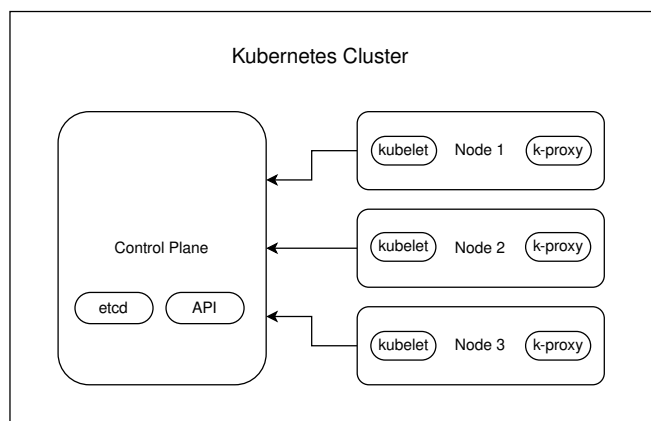 Kubernetes Cluster
kubelet Node 1 k-proxy
Control Plane
etcd API
kubelet Node 2 k-proxy
kubelet Node 3 k-proxy